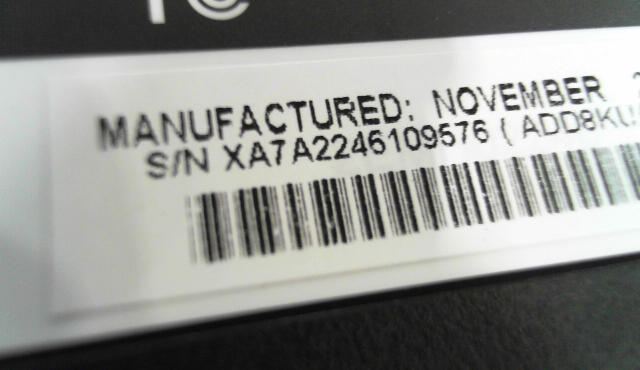 MANUFACTURED: NOVEMBER
S/N XA7A2246109576 ( ADD8KU